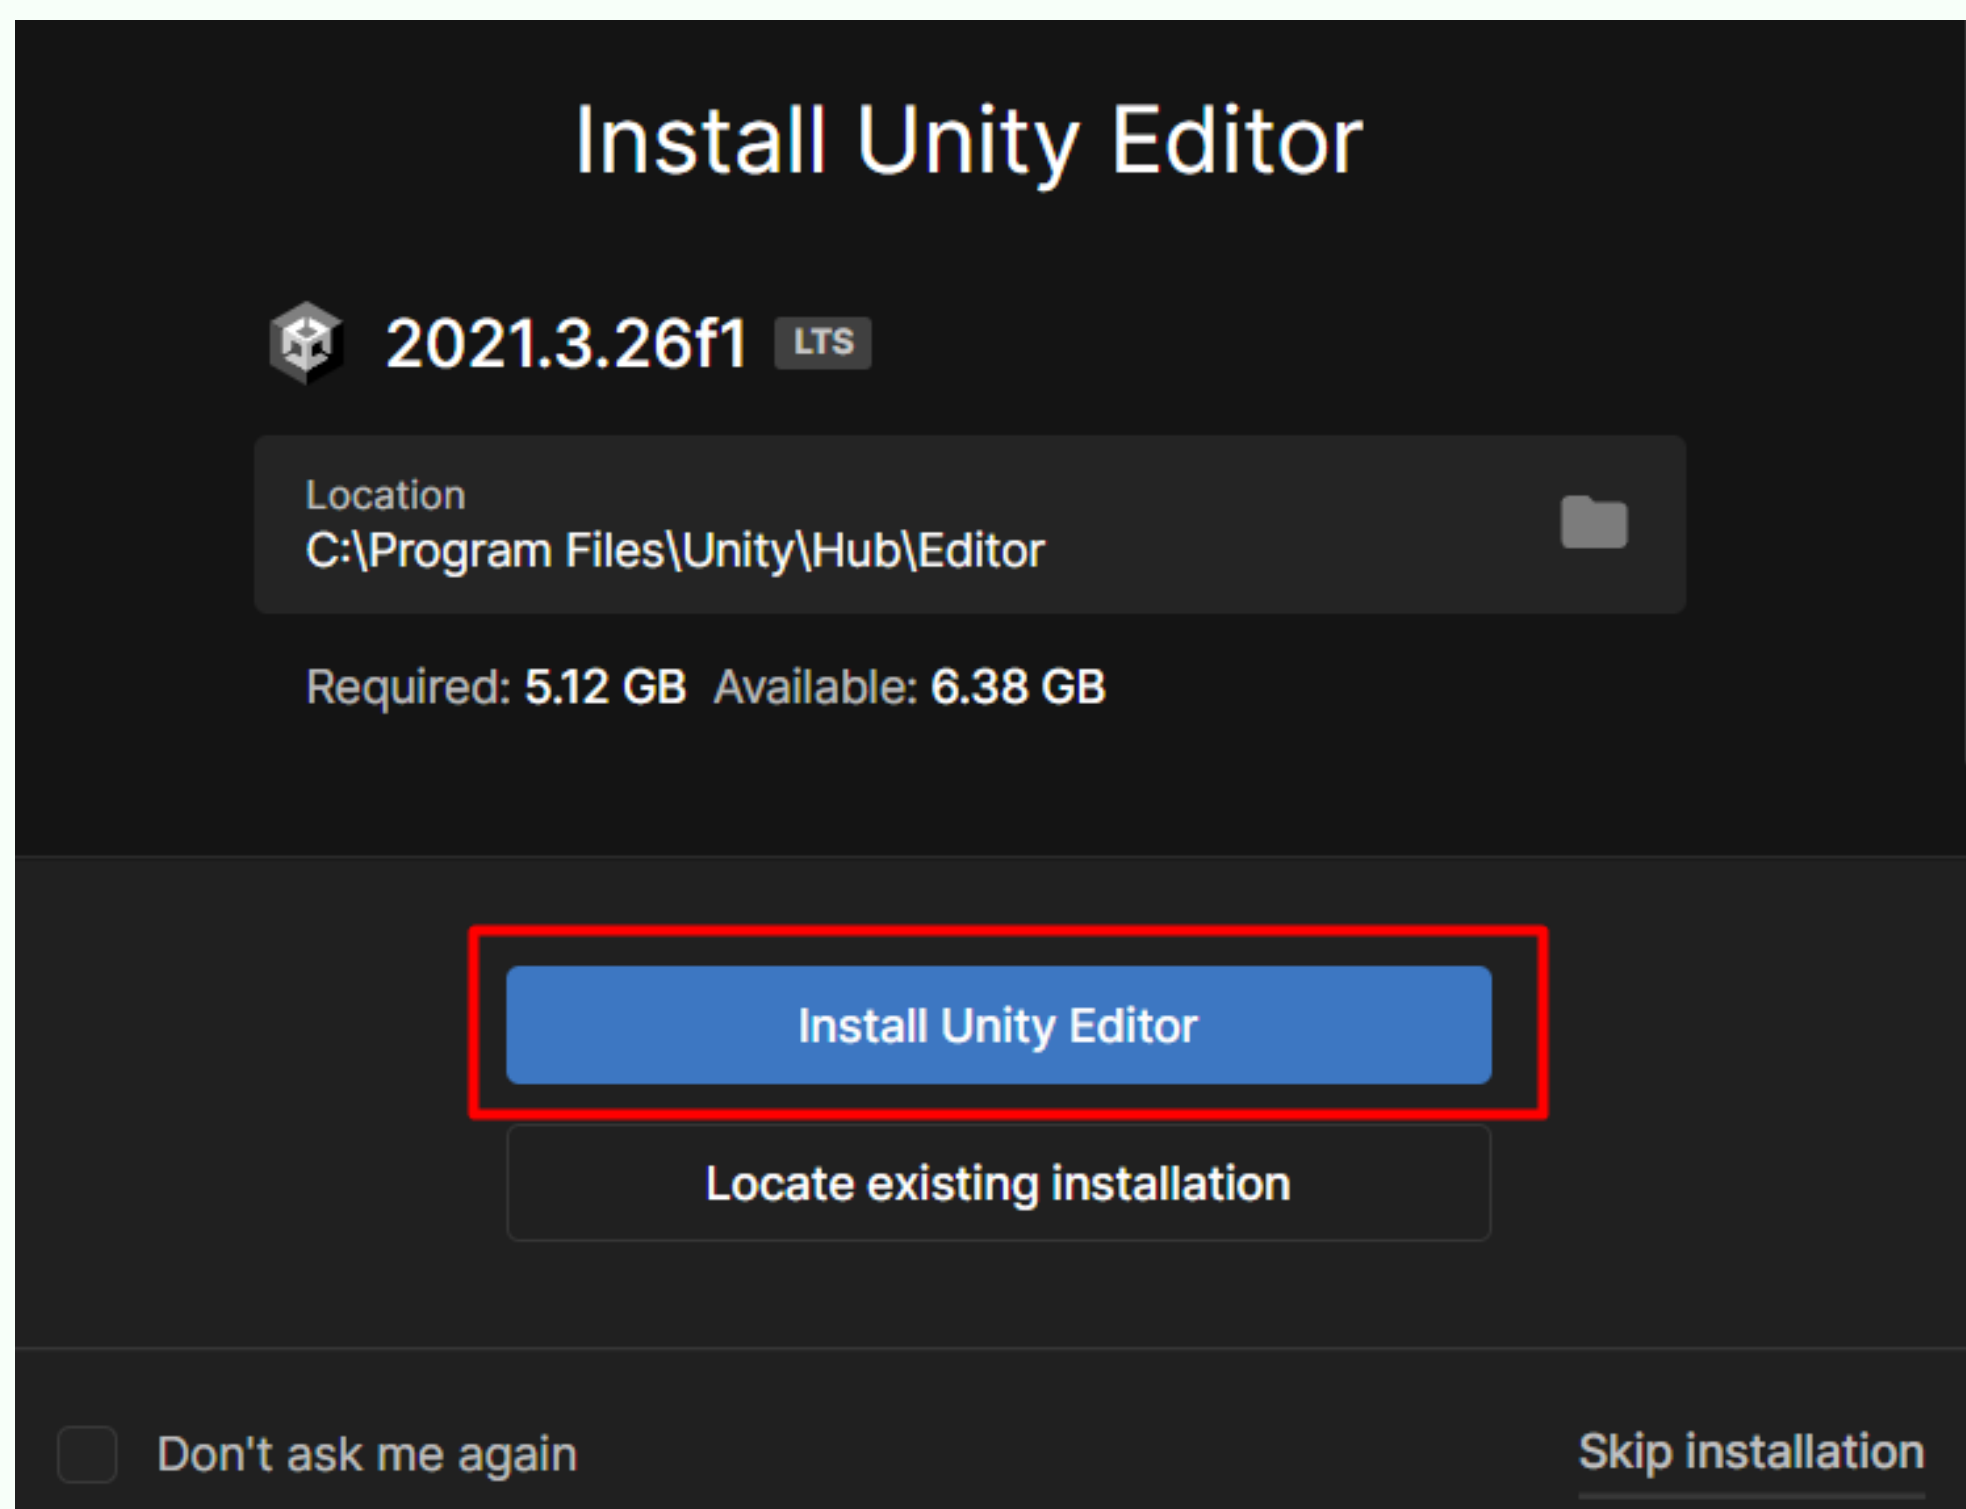 Install Unity Editor
2021.3.26f1 LTS
Location
C:\Program Files\Unity\Hub\Editor
Required: 5.12 GB Available: 6.38 GB
Install Unity Editor
Locate existing installation
Don't ask me again
Skip installation